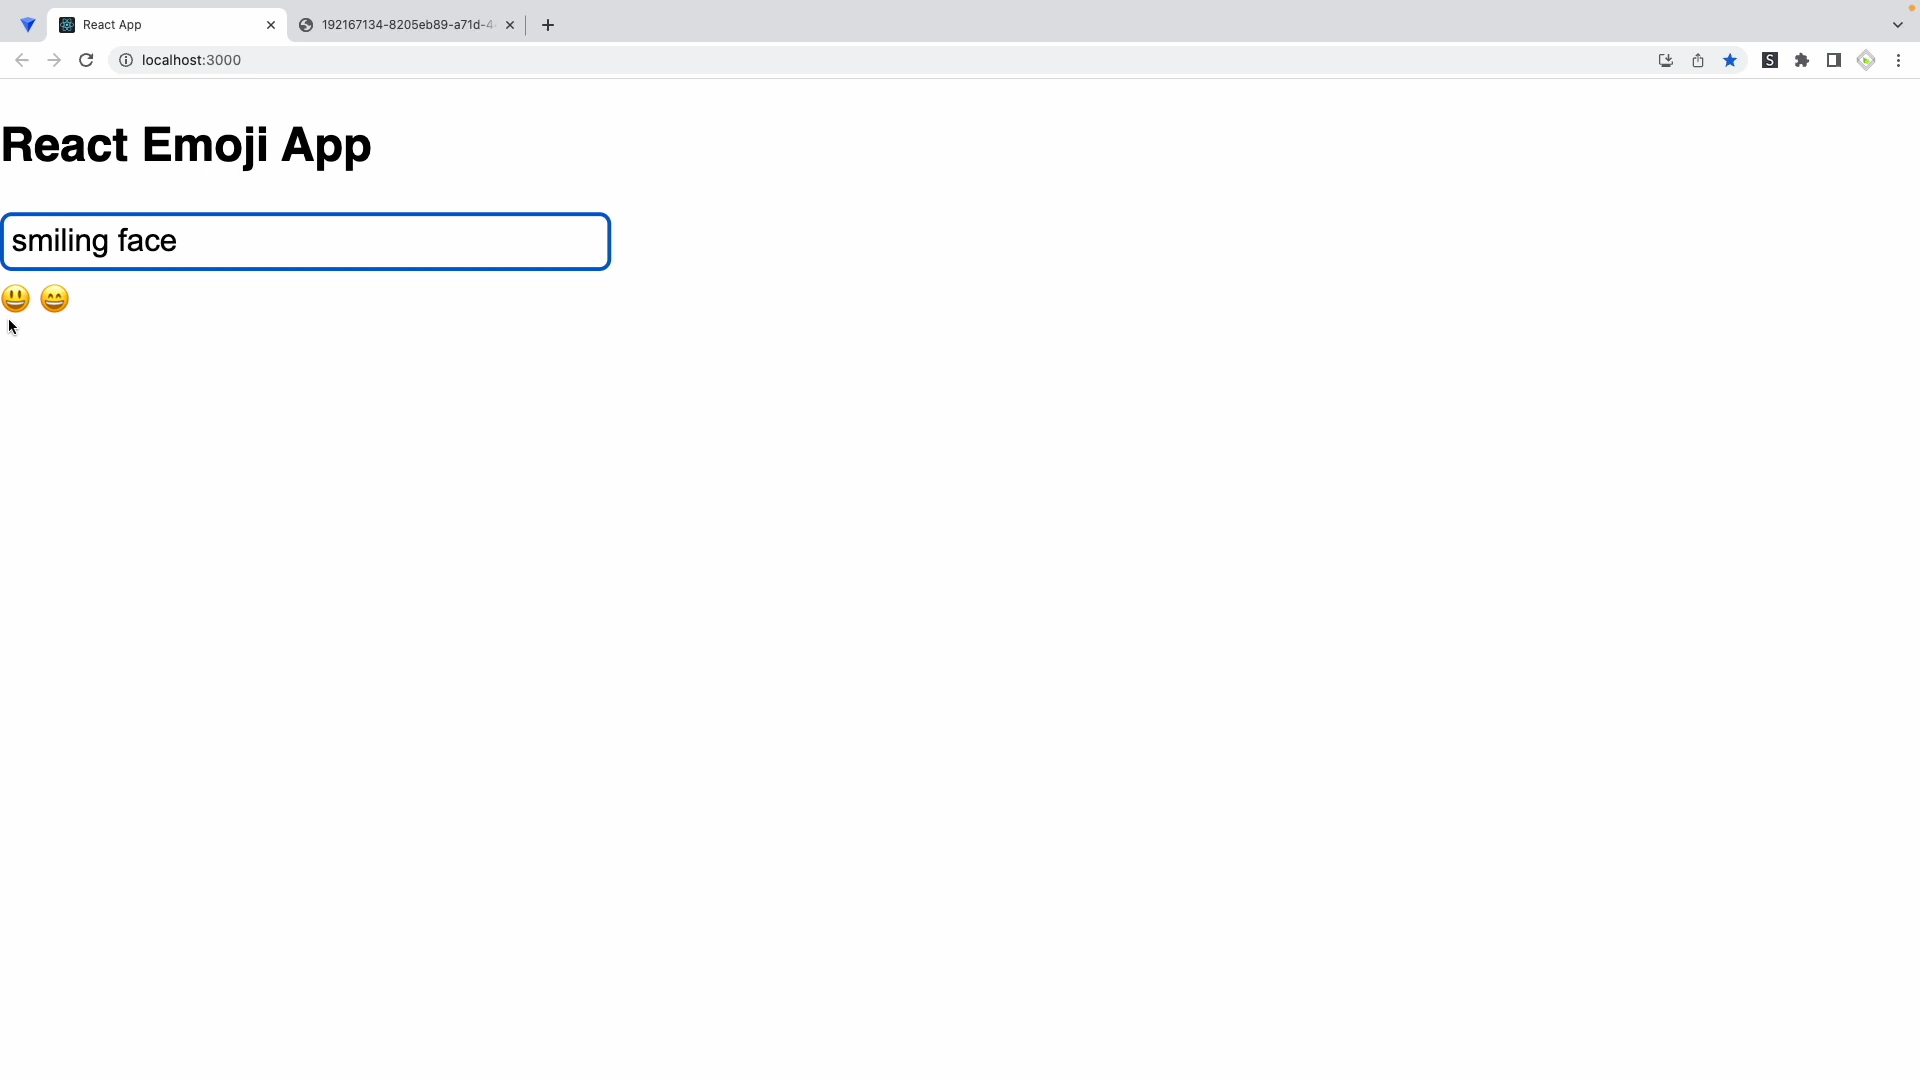 React App
192167134-8205eb89-a71d-4
localhost:3000
S
React Emoji App
smiling face
😃 😄